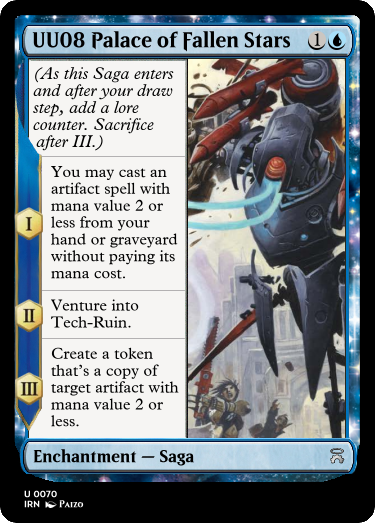 UU08 Palace of Fallen Stars 1
(As this Saga enters
and after your draw
step, add a lore
counter. Sacrifice
after III.)
I
You may cast an
artifact spell with
mana value 2 or
less from your
hand or graveyard
without paying its
mana cost.
II
Venture into
Tech-Ruin.
III
Create a token
that's a copy of
target artifact with
mana value 2 or
less.
Enchantment — Saga
U 0070
IRN Paizo